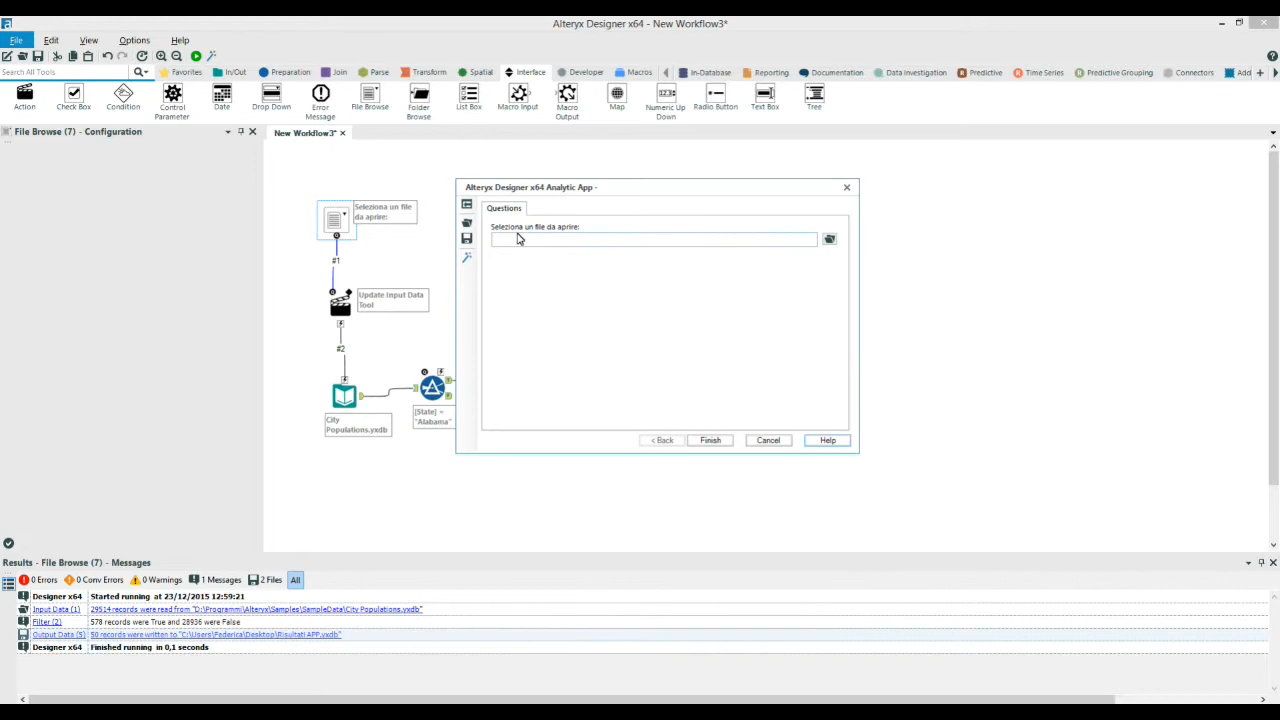 Alteryx Designer x64 - New Workflow3*
File Edit View Options Help
Search All Tools Favorites In/Out Preparation Join Parse Transform Spatial Interface Developer Macros In-Database Reporting Documentation Data Investigation Predictive Time Series Predictive Grouping Connectors Add
Action Check Box Condition Control Parameter Date Drop Down Error Message File Browse Folder Browse List Box Macro Input Macro Output Map Numeric Up Down Radio Button Text Box Tree
File Browse (7) - Configuration
New Workflow3*
Alteryx Designer x64 Analytic App -
Questions
Seleziona un file da aprire:
Seleziona un file
da aprire:
#1
Update Input Data
Tool
#2
City
Populations.yxdb
[State] =
"Alabama"
< Back Finish Cancel Help
Results - File Browse (7) - Messages
0 Errors 0 Conv Errors 0 Warnings 1 Messages 2 Files All
Designer x64 Started running at 23/12/2015 12:59:21
Input Data (1) 29514 records were read from "D:\Programmi\Alteryx\Samples\SampleData\City Populations.yxdb"
Filter (2) 578 records were True and 28936 were False
Output Data (5) 50 records were written to "C:\Users\Federica\Desktop\Risultati APP.yxdb"
Designer x64 Finished running in 0,1 seconds